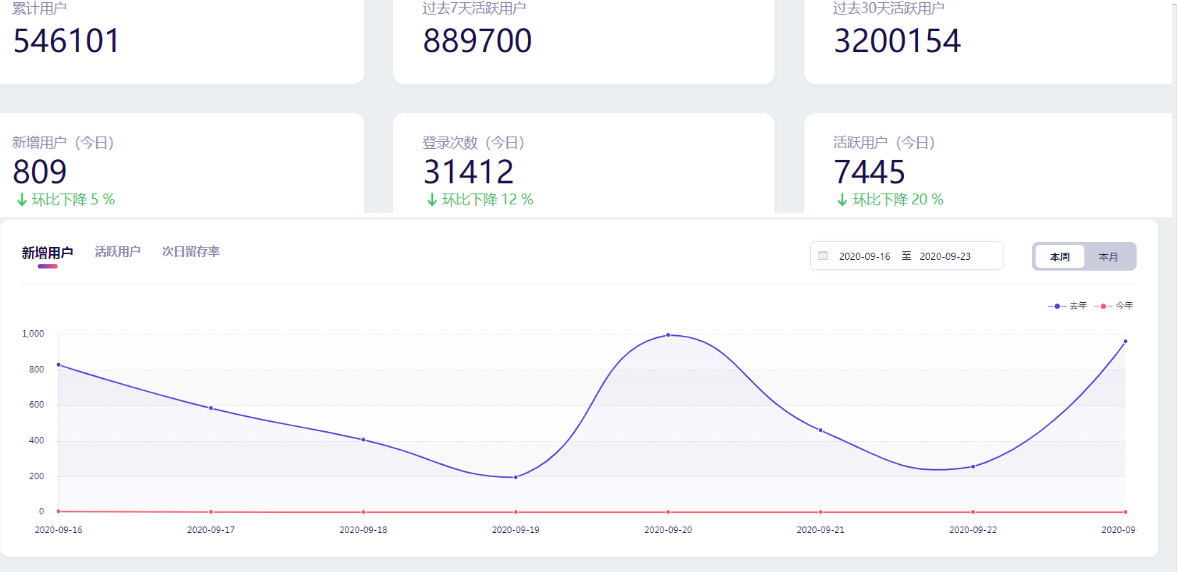 累计用户 过去7天活跃用户 过去30天活跃用户
546101 889700 3200154
新增用户（今日） 登录次数（今日） 活跃用户（今日）
809 31412 7445
↓ 环比下降 5 % ↓ 环比下降 12 % ↓ 环比下降 20 %
新增用户 活跃用户 次日留存率 2020-09-16 至 2020-09-23 本周 本月
去年 今年
1,000
800
600
400
200
0
2020-09-16 2020-09-17 2020-09-18 2020-09-19 2020-09-20 2020-09-21 2020-09-22 2020-09